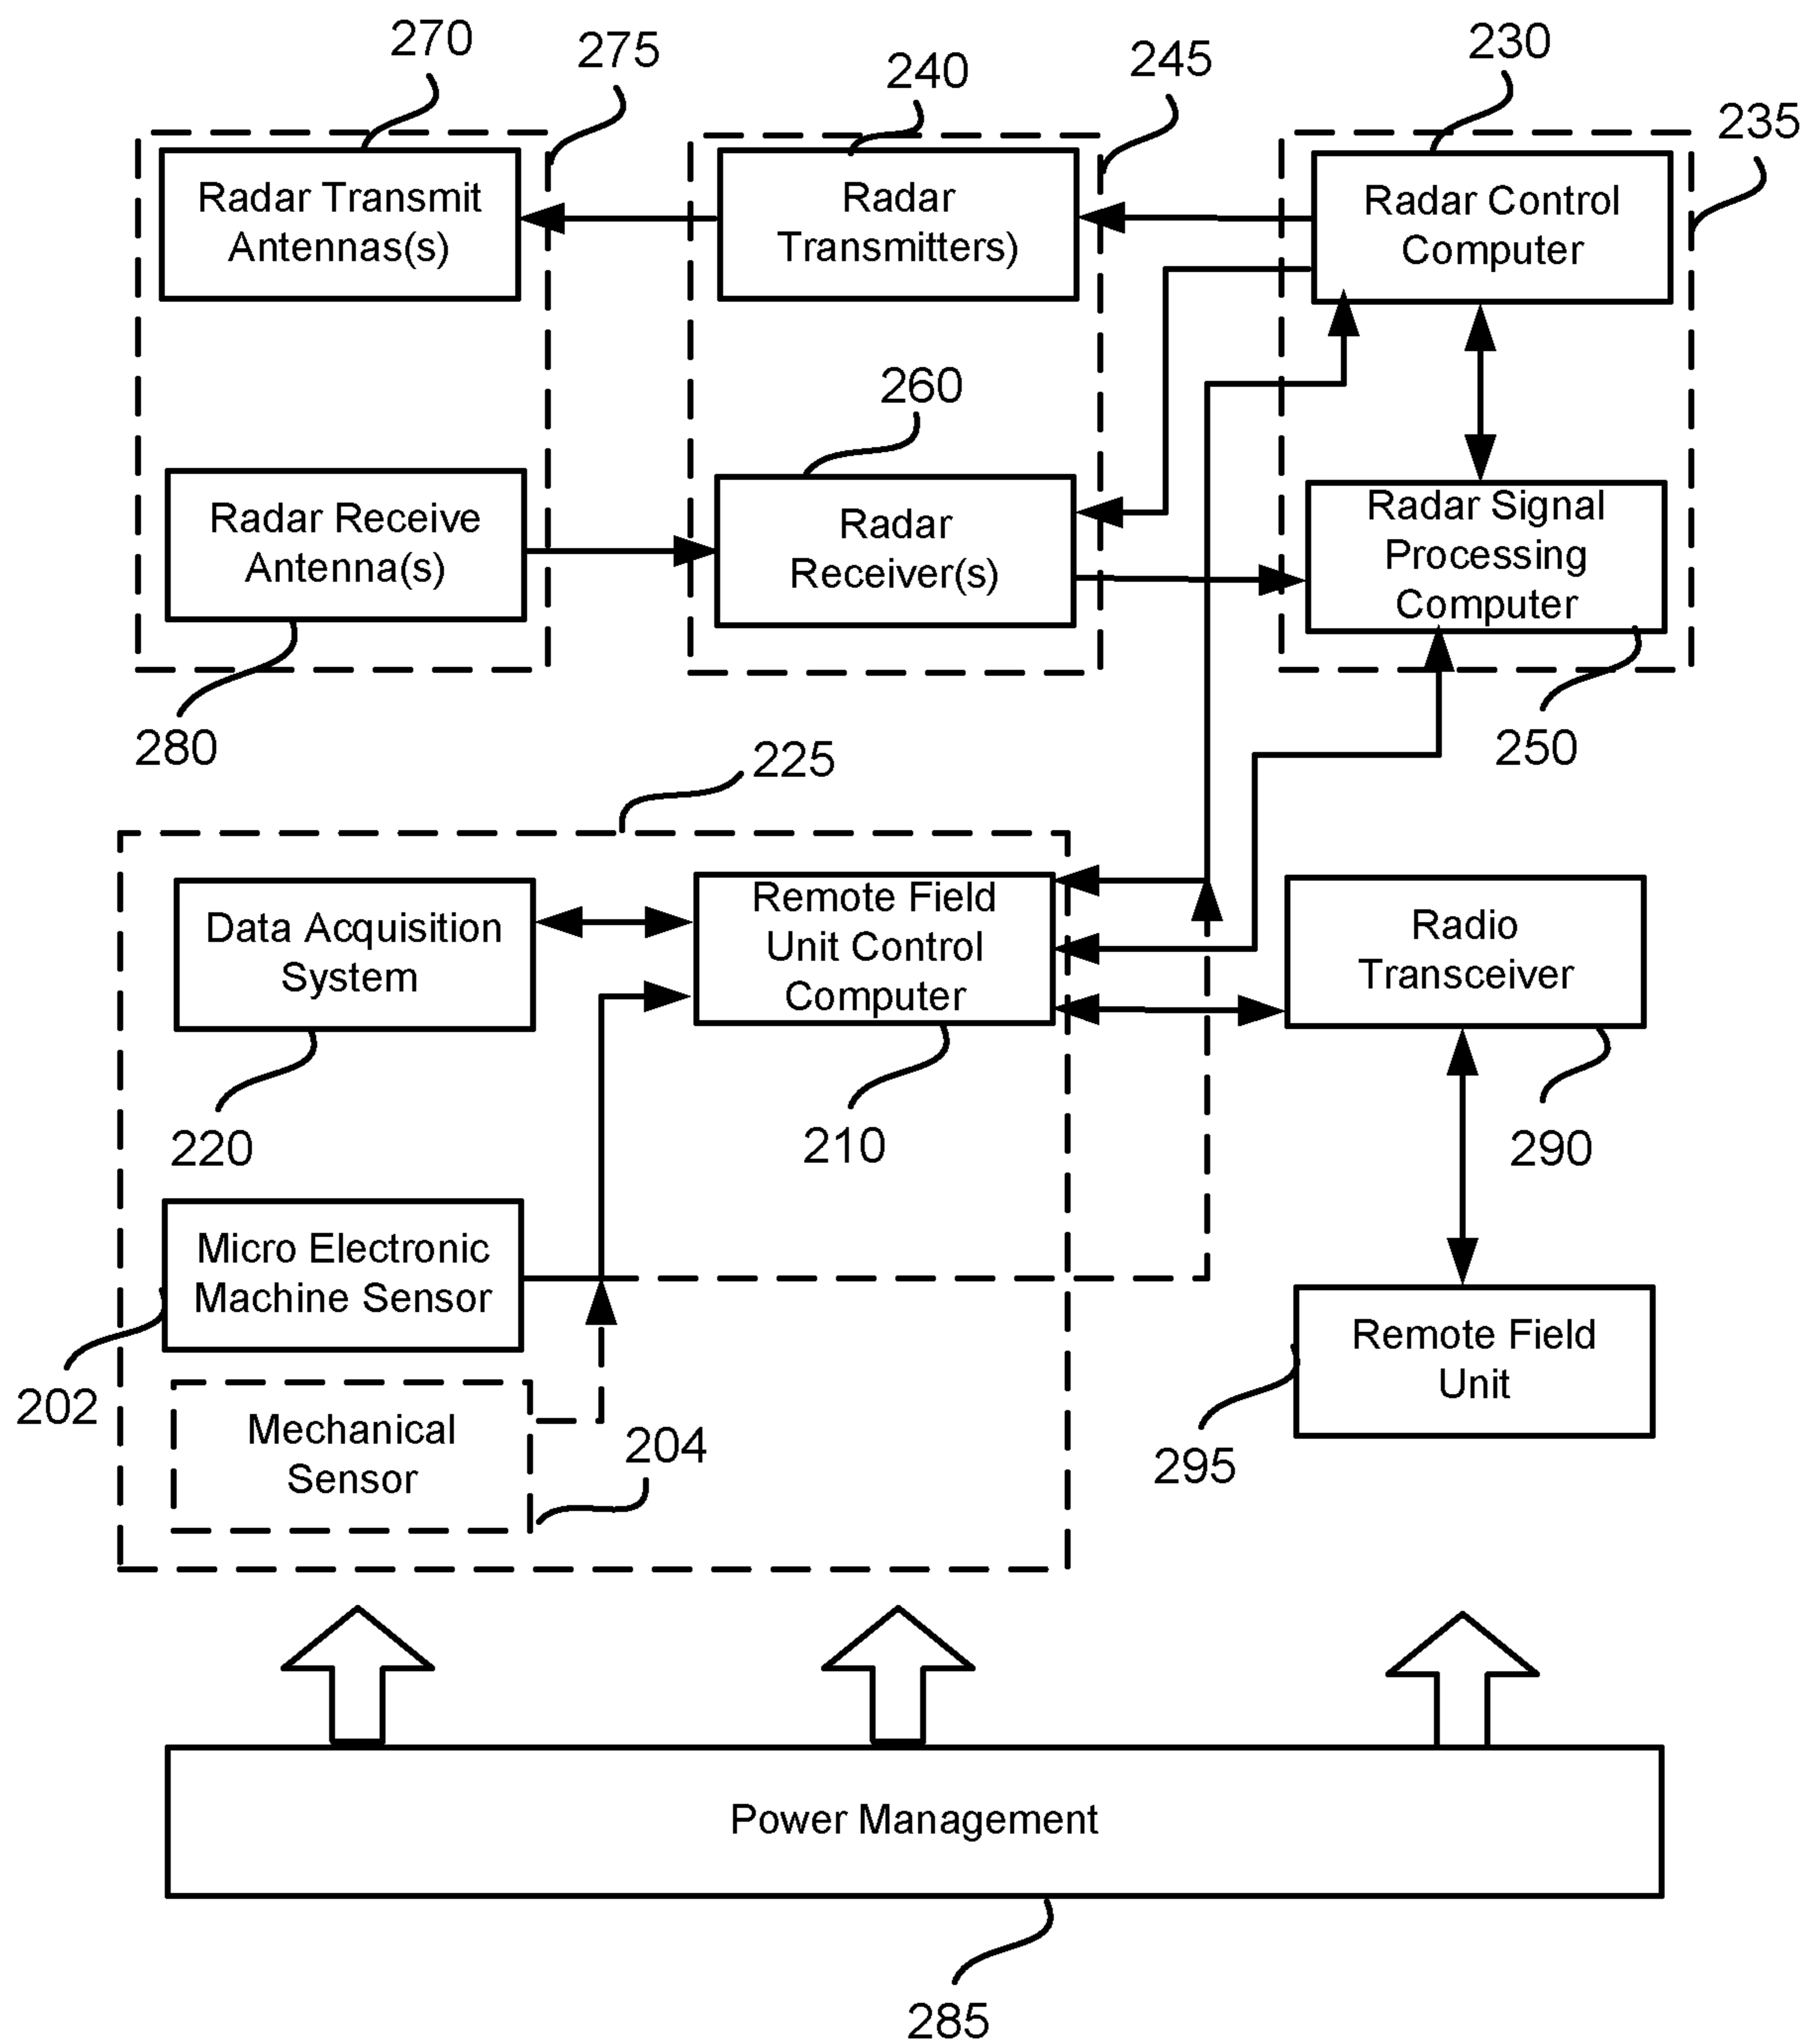 270
275
240
245
230
235
Radar Transmit
Antennas(s)
Radar
Transmitters)
Radar Control
Computer
260
Radar Receive
Antenna(s)
Radar
Receiver(s)
Radar Signal
Processing
Computer
280
250
225
Data Acquisition
System
Remote Field
Unit Control
Computer
Radio
Transceiver
220
210
290
Micro Electronic
Machine Sensor
202
Mechanical
Sensor
204
Remote Field
Unit
295
Power Management
285